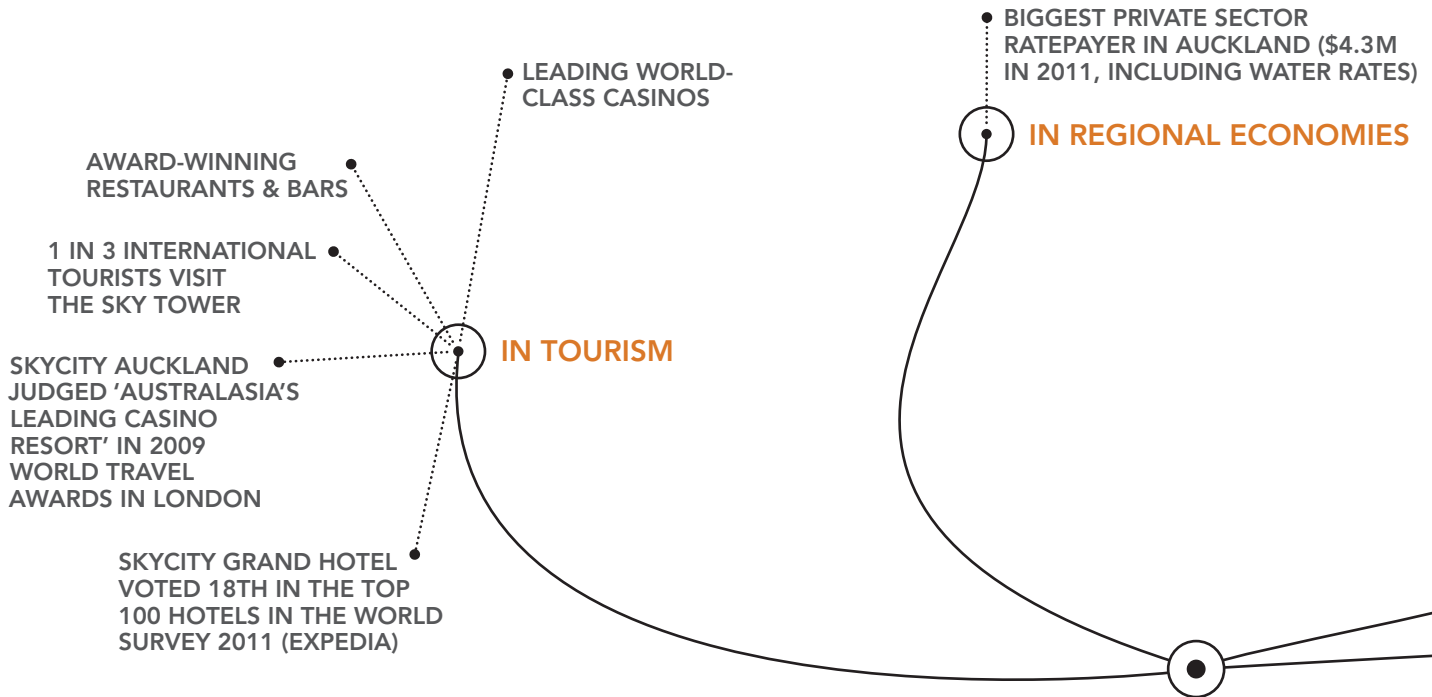 BIGGEST PRIVATE SECTOR
RATEPAYER IN AUCKLAND ($4.3M
IN 2011, INCLUDING WATER RATES)
IN REGIONAL ECONOMIES
LEADING WORLD-
CLASS CASINOS
AWARD-WINNING
RESTAURANTS & BARS
1 IN 3 INTERNATIONAL
TOURISTS VISIT
THE SKY TOWER
IN TOURISM
SKYCITY AUCKLAND
JUDGED ‘AUSTRALASIA’S
LEADING CASINO
RESORT’ IN 2009
WORLD TRAVEL
AWARDS IN LONDON
SKYCITY GRAND HOTEL
VOTED 18TH IN THE TOP
100 HOTELS IN THE WORLD
SURVEY 2011 (EXPEDIA)